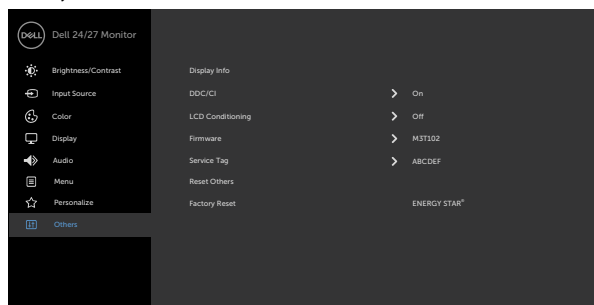 DELL
Dell 24/27 Monitor
Brightness/Contrast
Display Info
Input Source
DDC/CI
On
Color
LCD Conditioning
Off
Display
Firmware
M3T102
Audio
Service Tag
ABCDEF
Menu
Reset Others
Personalize
Factory Reset
ENERGY STAR®
Others